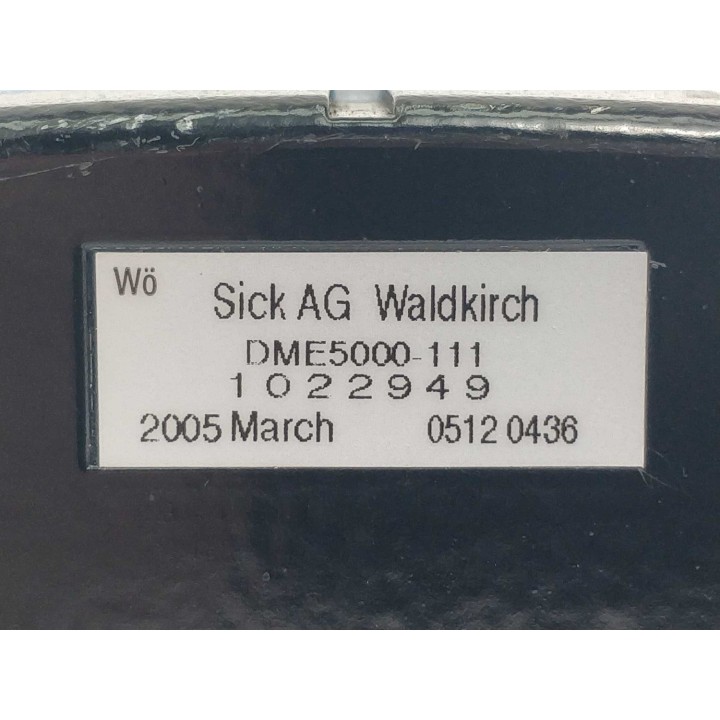 Wö
Sick AG Waldkirch
DME5000-111
1022949
2005 March 0512 0436